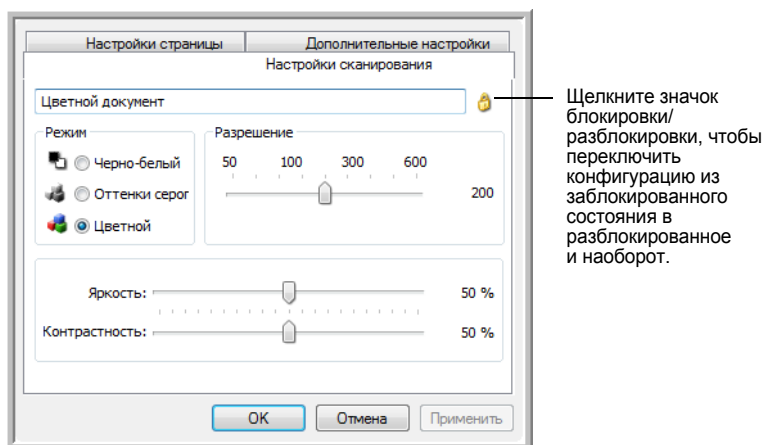 Настройки страницы Дополнительные настройки
Настройки сканирования
Цветной документ
Режим
Черно-белый
Оттенки серог
Цветной
Разрешение
50 100 300 600
200
Яркость: 50 %
Контрастность: 50 %
OK Отмена Применить
Щелкните значок
блокировки/
разблокировки, чтобы
переключить
конфигурацию из
заблокированного
состояния в
разблокированное
и наоборот.